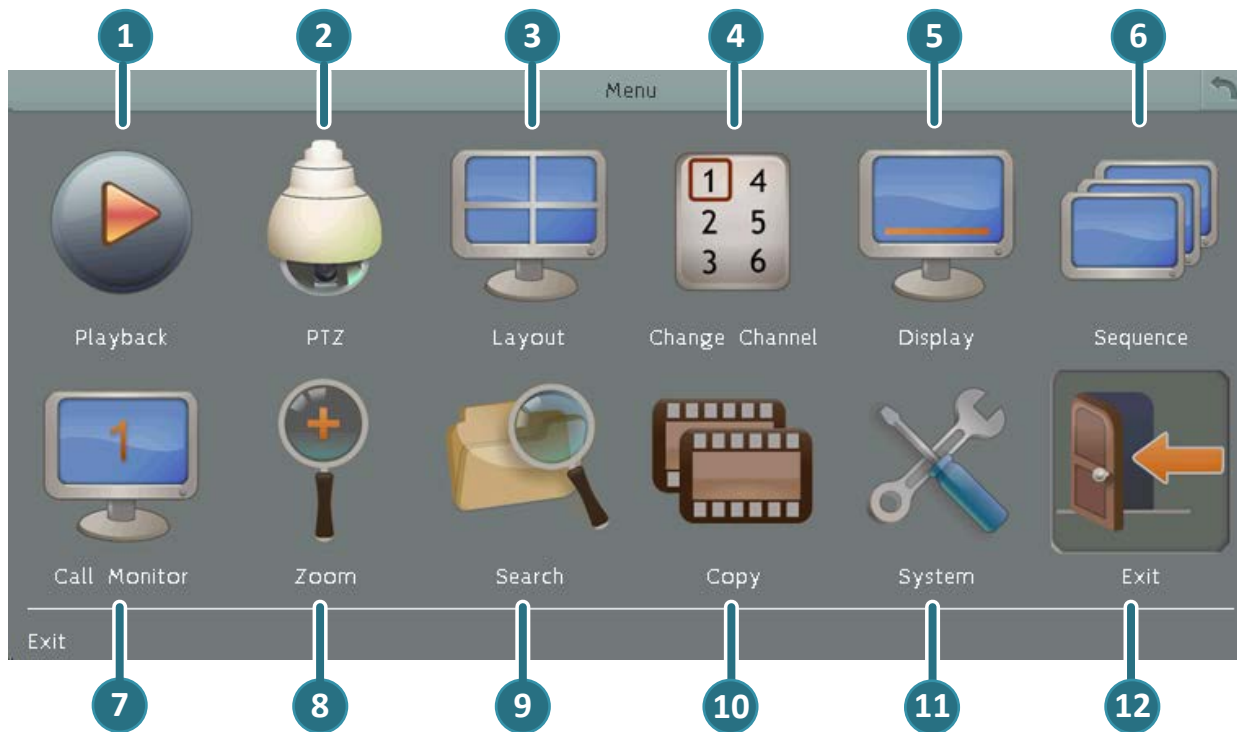 1 2 3 4 5 6
Menu
1 4
2 5
3 6
Playback PTZ Layout Change Channel Display Sequence
1
Call Monitor Zoom Search Copy System Exit
Exit
7 8 9 10 11 12